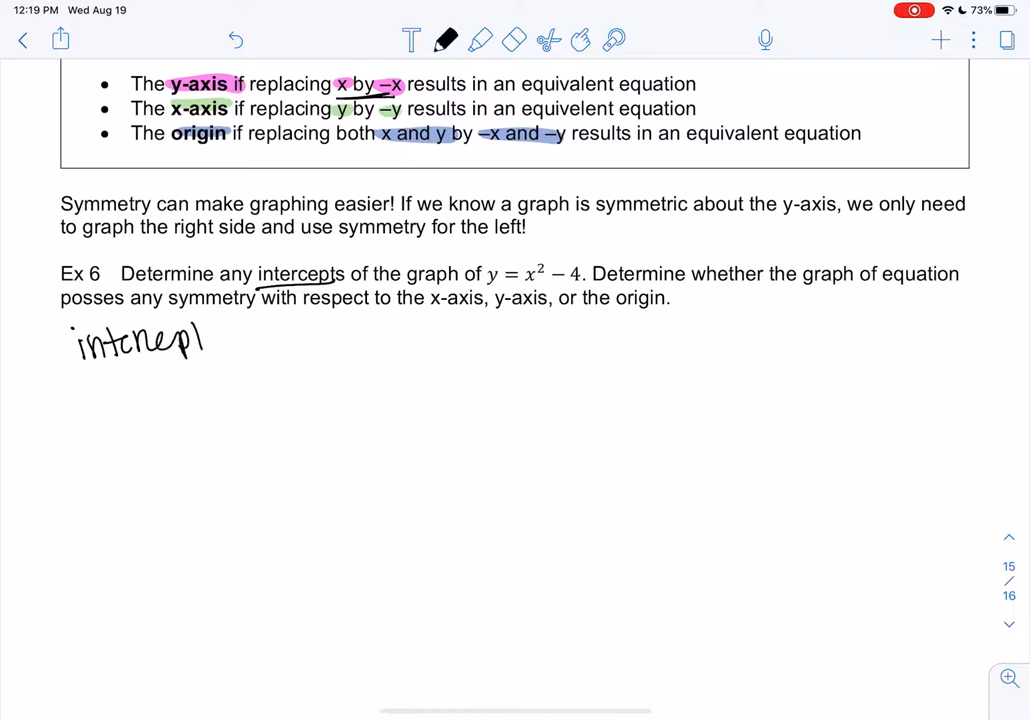 12:19 PM Wed Aug 19
73%
The y-axis if replacing x by –x results in an equivalent equation
The x-axis if replacing y by –y results in an equivelent equation
The origin if replacing both x and y by –x and –y results in an equivalent equation
Symmetry can make graphing easier! If we know a graph is symmetric about the y-axis, we only need
to graph the right side and use symmetry for the left!
Ex 6 Determine any intercepts of the graph of y = x² − 4. Determine whether the graph of equation
posses any symmetry with respect to the x-axis, y-axis, or the origin.
15
/
16